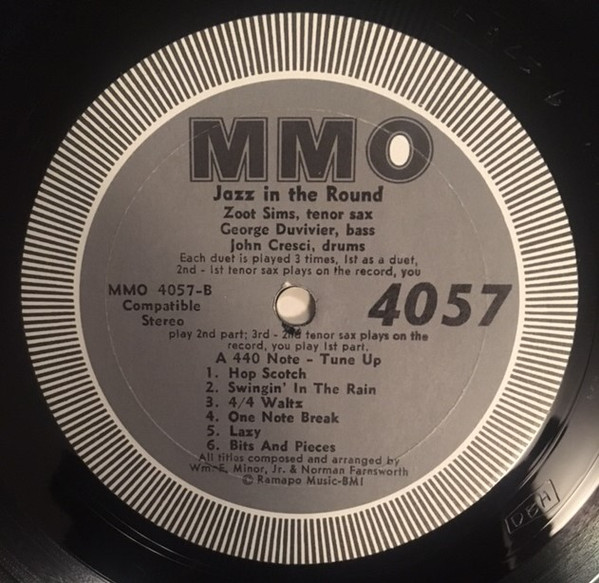 MMO
Jazz in the Round
Zoot Sims, tenor sax
George Duvivier, bass
John Cresci, drums
Each duet is played 3 times, 1st as a duet,
2nd - 1st tenor sax plays on the record, you
MMO 4057-B
Compatible
Stereo
4057
play 2nd part; 3rd - 2nd tenor sax plays on the
record, you play 1st part.
A 440 Note - Tune Up
1. Hop Scotch
2. Swingin' In The Rain
3. 4/4 Waltz
4. One Note Break
5. Lazy
6. Bits And Pieces
All titles composed and arranged by
Wm. E. Minor, Jr. & Norman Farnsworth
© Ramapo Music-BMI